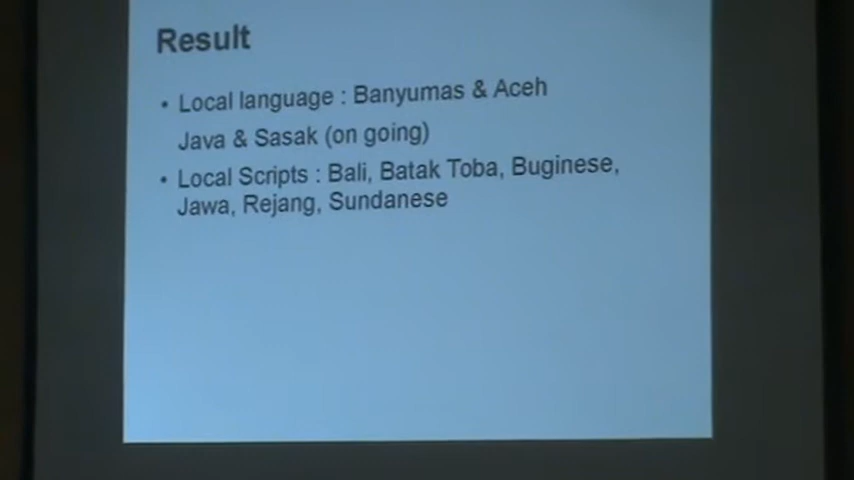 Result
• Local language : Banyumas & Aceh
Java & Sasak (on going)
• Local Scripts : Bali, Batak Toba, Buginese,
Jawa, Rejang, Sundanese